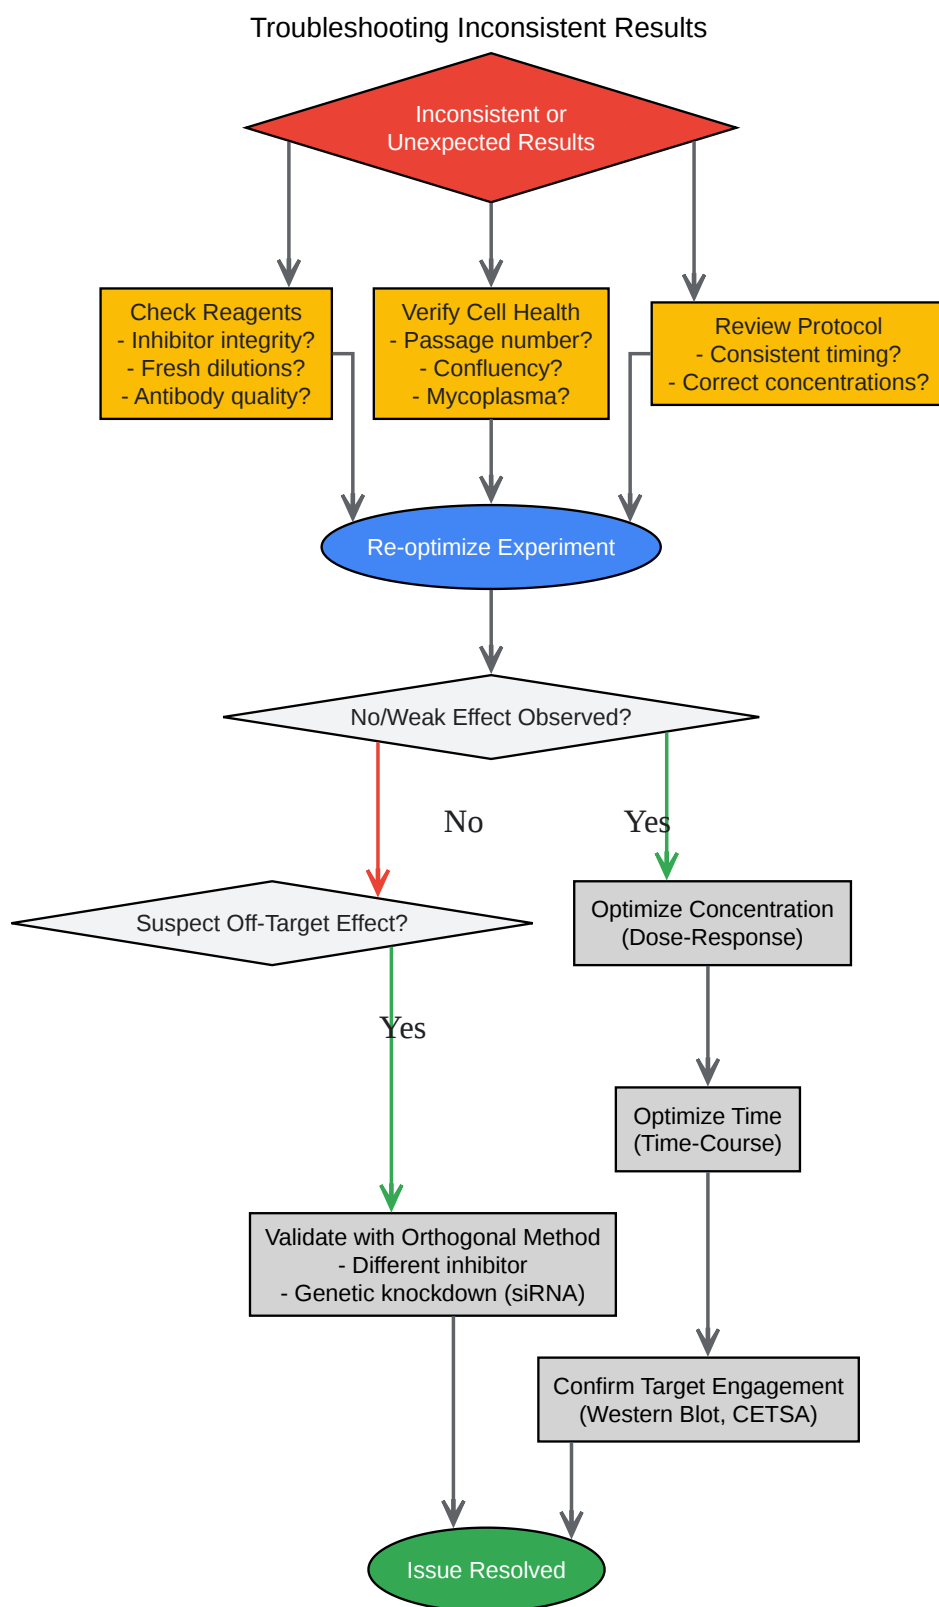 Troubleshooting Inconsistent Results
Inconsistent or
Unexpected Results
Check Reagents
- Inhibitor integrity?
- Fresh dilutions?
- Antibody quality?
Verify Cell Health
- Passage number?
- Confluency?
- Mycoplasma?
Review Protocol
- Consistent timing?
- Correct concentrations?
Re-optimize Experiment
No/Weak Effect Observed?
No
Yes
Suspect Off-Target Effect?
Optimize Concentration
(Dose-Response)
Yes
Optimize Time
(Time-Course)
Validate with Orthogonal Method
- Different inhibitor
- Genetic knockdown (siRNA)
Confirm Target Engagement
(Western Blot, CETSA)
Issue Resolved